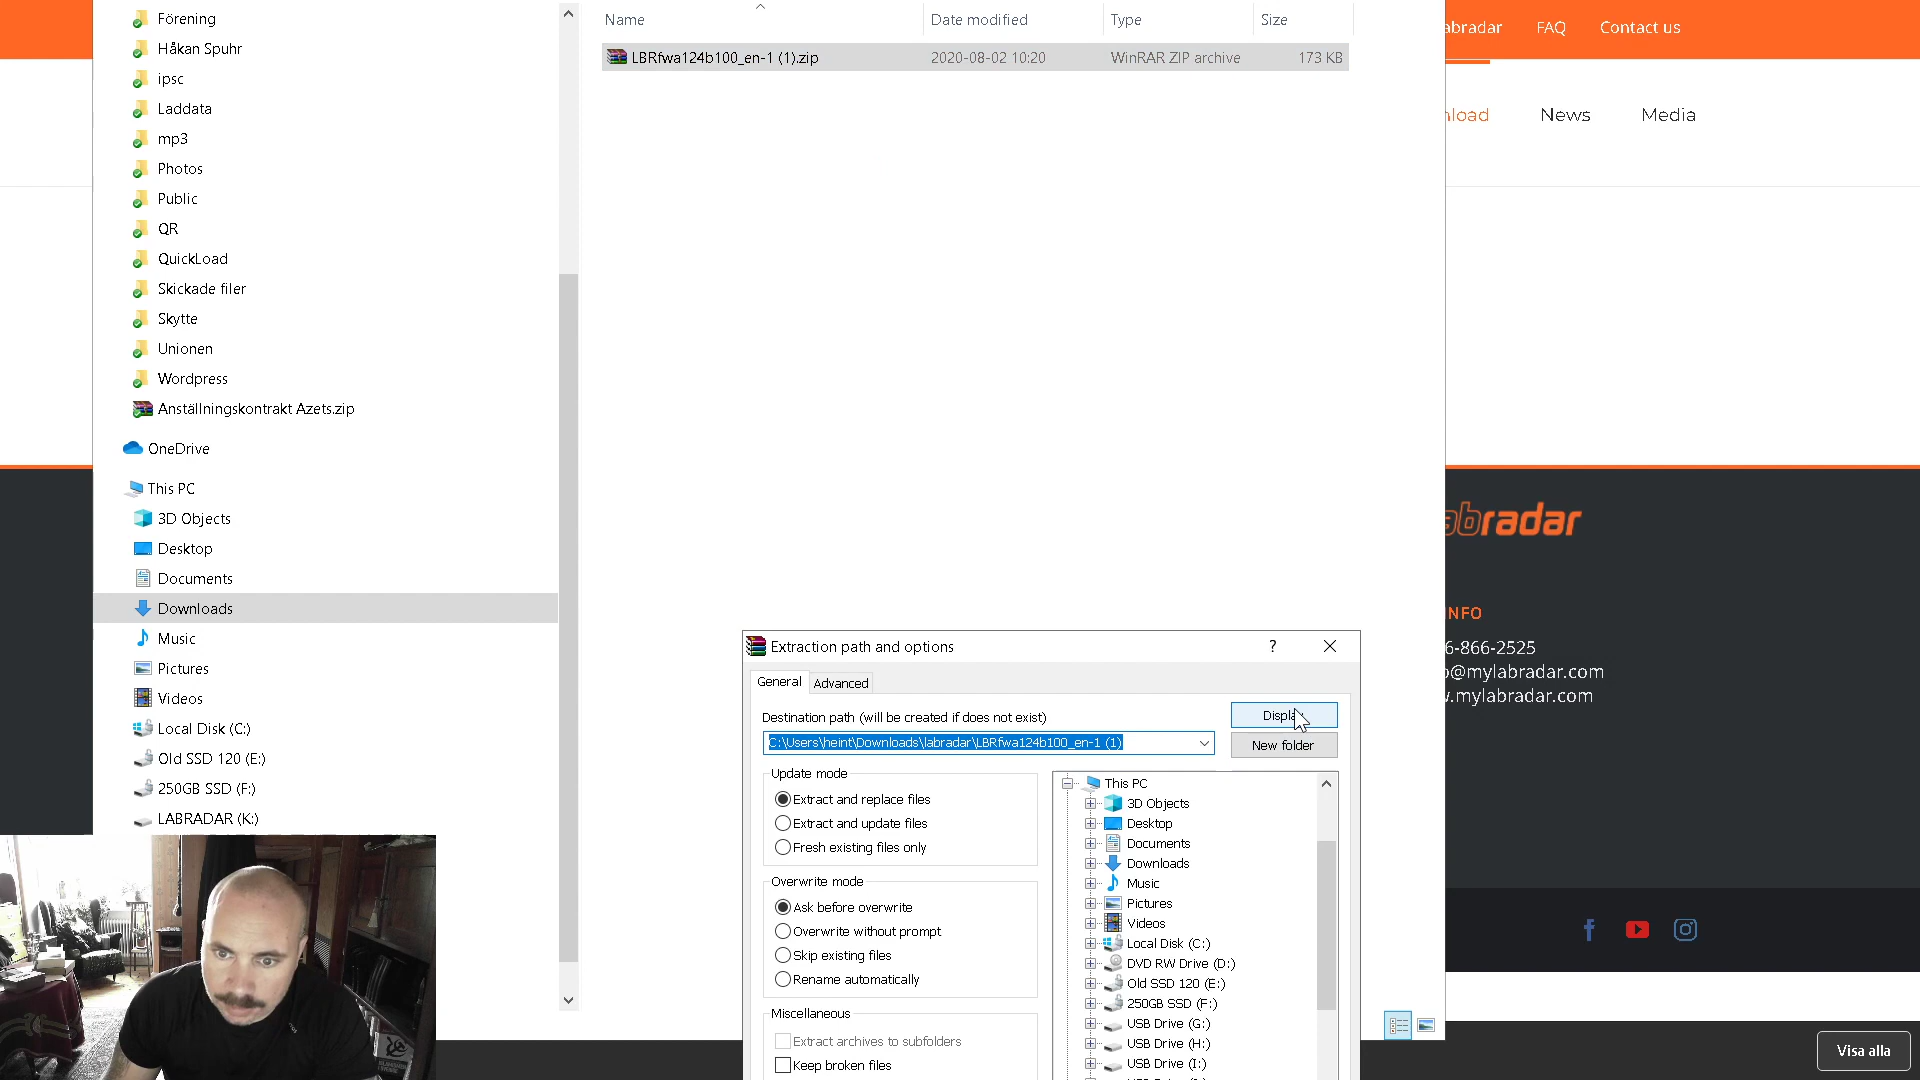 Förening
Håkan Spuhr
ipsc
Laddata
mp3
Photos
Public
QR
QuickLoad
Skickade filer
Skytte
Unionen
Wordpress
Anställningskontrakt Azets.zip
OneDrive
This PC
3D Objects
Desktop
Documents
Downloads
Music
Pictures
Videos
Local Disk (C:)
Old SSD 120 (E:)
250GB SSD (F:)
LABRADAR (K:)
Name Date modified Type Size
LBRfwa124b100_en-1 (1).zip 2020-08-02 10:20 WinRAR ZIP archive 173 KB
Extraction path and options ?
General Advanced
Destination path (will be created if does not exist)
Display
C:\Users\heint\Downloads\labradar\LBRfwa124b100_en-1 (1)
New folder
Update mode
Extract and replace files
Extract and update files
Fresh existing files only
Overwrite mode
Ask before overwrite
Overwrite without prompt
Skip existing files
Rename automatically
Miscellaneous
Extract archives to subfolders
Keep broken files
This PC
3D Objects
Desktop
Documents
Downloads
Music
Pictures
Videos
Local Disk (C:)
DVD RW Drive (D:)
Old SSD 120 (E:)
250GB SSD (F:)
USB Drive (G:)
USB Drive (H:)
USB Drive (I:)
abradar FAQ Contact us
nload News Media
abradar
NFO
6-866-2525
o@mylabradar.com
.mylabradar.com
Visa alla